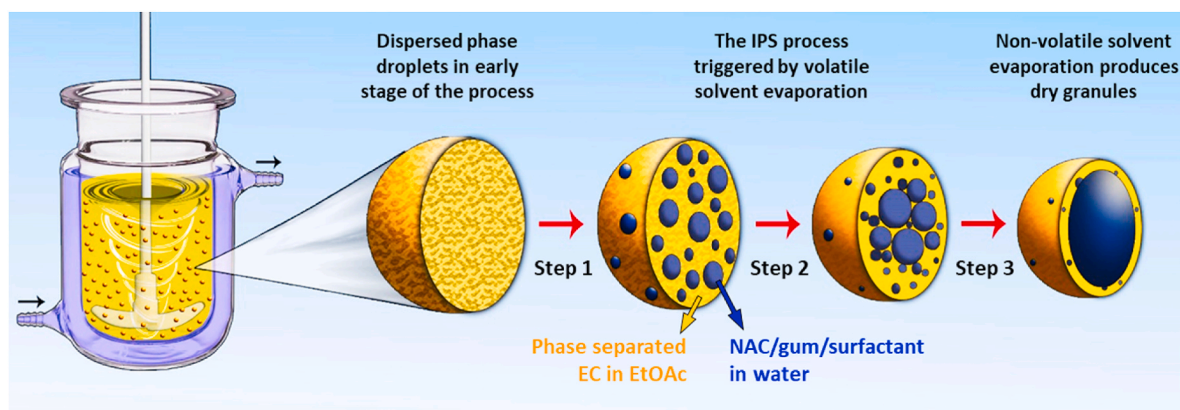 Dispersed phase
droplets in early
stage of the process
The IPS process
triggered by volatile
solvent evaporation
Non-volatile solvent
evaporation produces
dry granules
Step 1
Step 2
Step 3
Phase separated
EC in EtOAc
NAC/gum/surfactant
in water